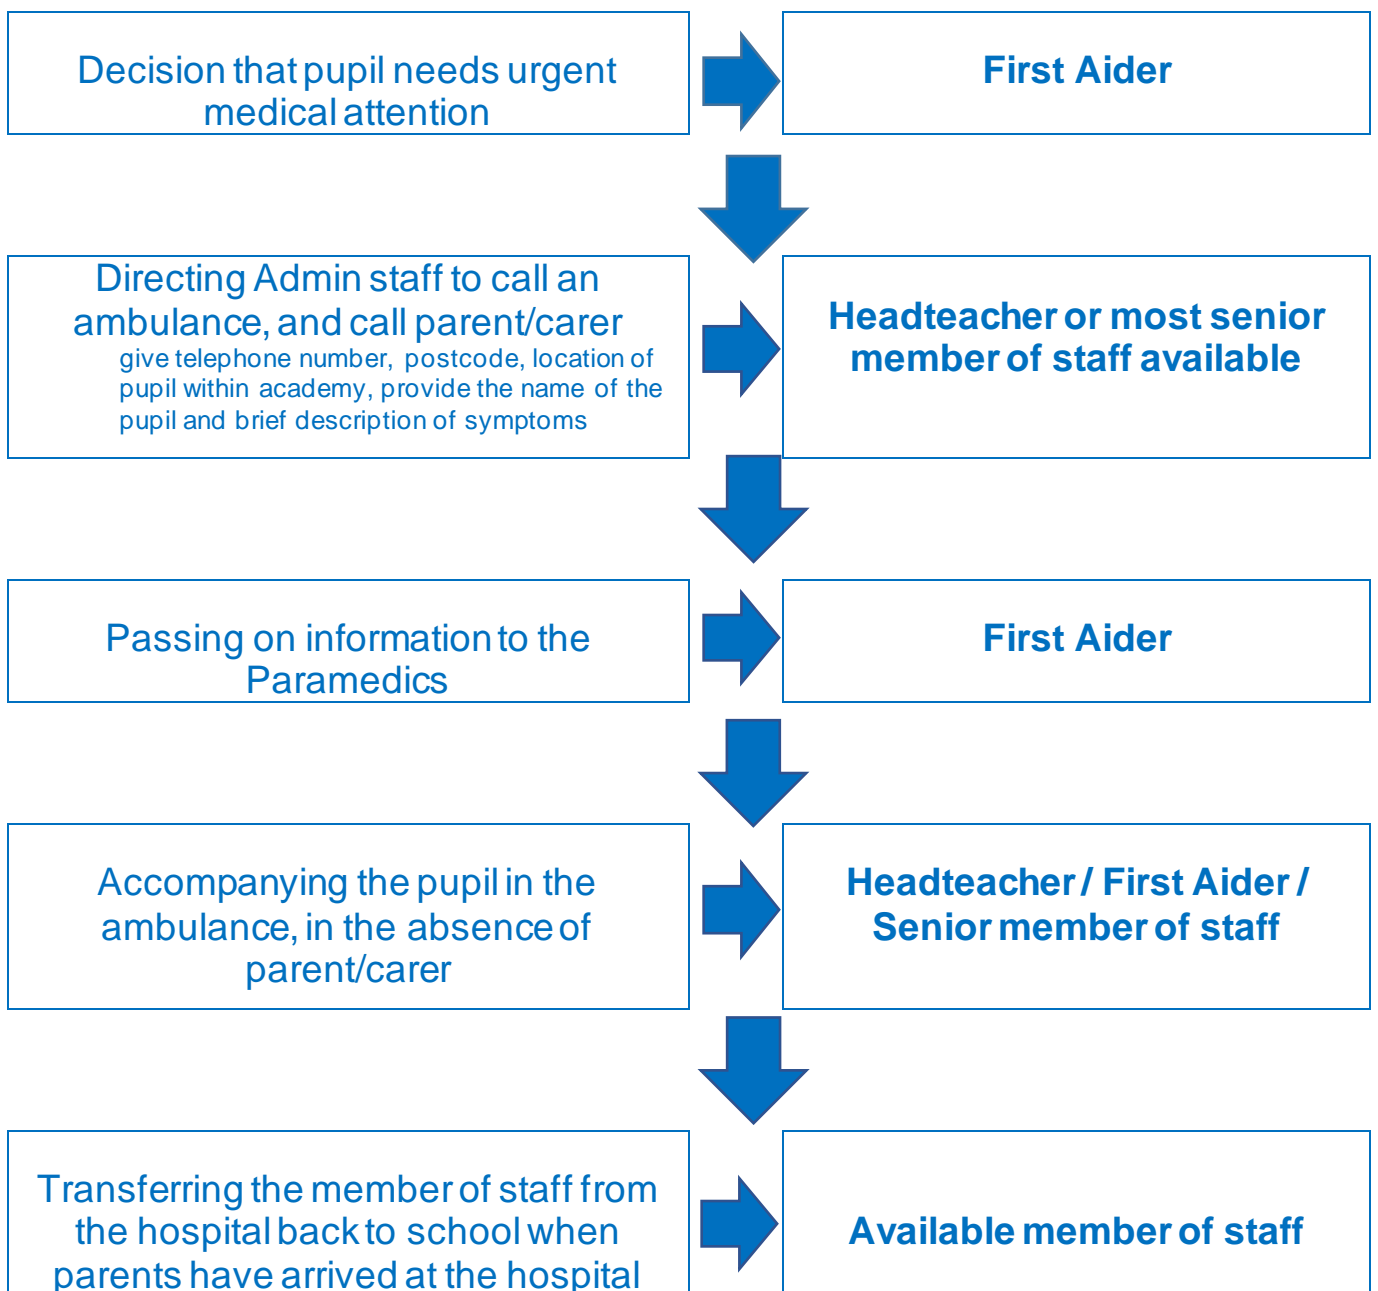 Decision that pupil needs urgent
medical attention
First Aider
Directing Admin staff to call an
ambulance, and call parent/carer
give telephone number, postcode, location of
pupil within academy, provide the name of the
pupil and brief description of symptoms
Headteacher or most senior
member of staff available
Passing on information to the
Paramedics
First Aider
Accompanying the pupil in the
ambulance, in the absence of
parent/carer
Headteacher / First Aider /
Senior member of staff
Transferring the member of staff from
the hospital back to school when
parents have arrived at the hospital
Available member of staff